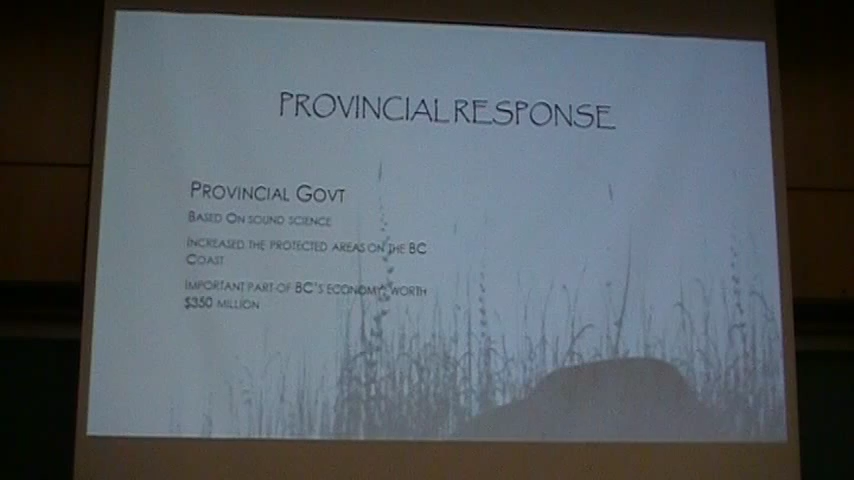 PROVINCIAL RESPONSE
PROVINCIAL GOVT
BASED ON SOUND SCIENCE
INCREASED THE PROTECTED AREAS ON THE BC
COAST
IMPORTANT PART OF BC'S ECONOMY, WORTH
$350 MILLION